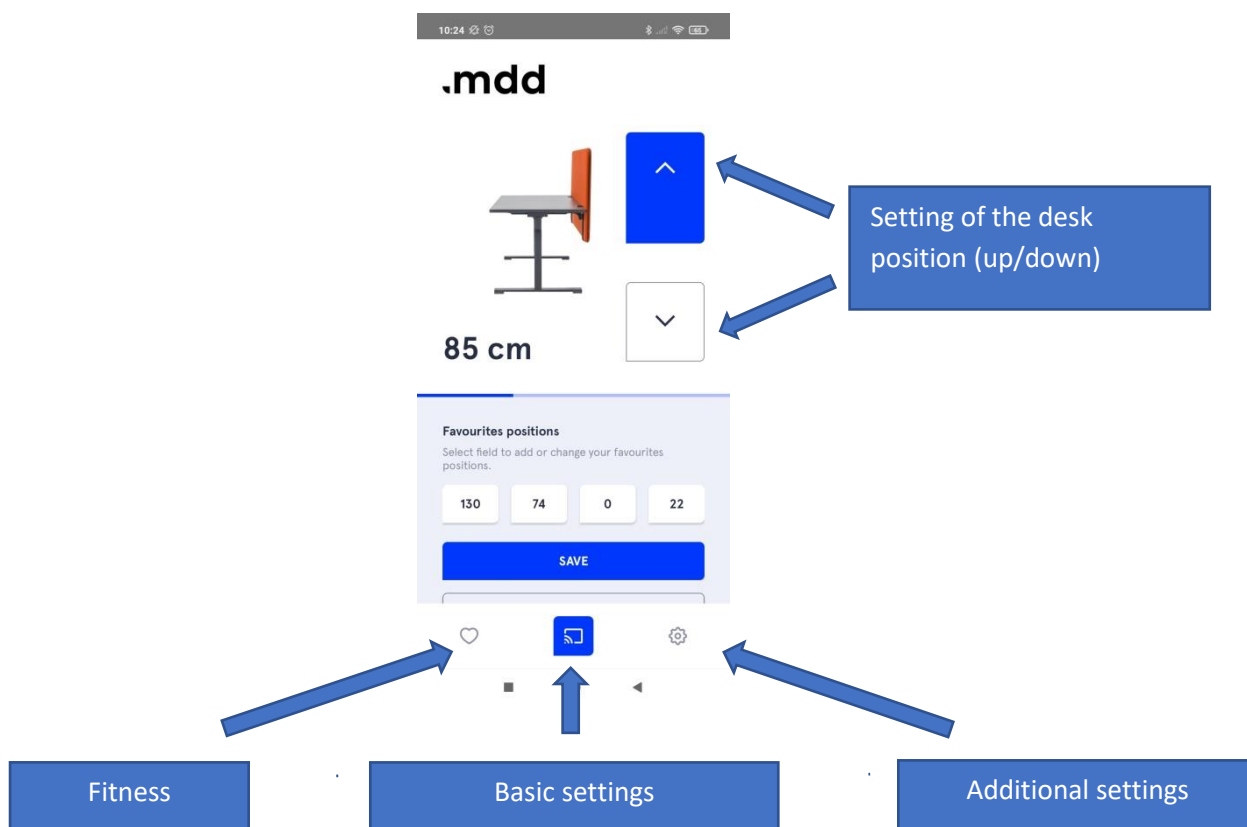 10:24
55
.mdd
Setting of the desk
position (up/down)
85 cm
Favourites positions
Select field to add or change your favourites
positions.
130 74 0 22
SAVE
Fitness
.
Basic settings
.
Additional settings